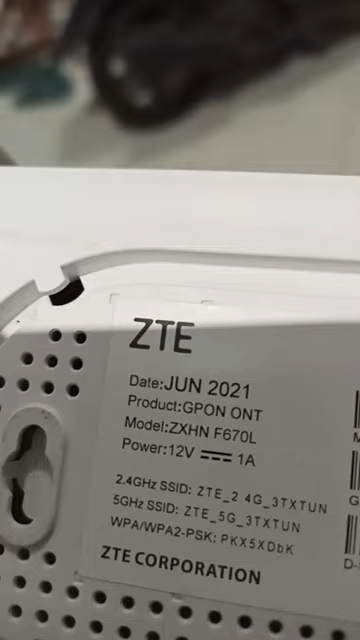 ZTE
Date:JUN 2021
Product:GPON ONT
Model:ZXHN F670L
Power:12V ⎓ 1A
2.4GHz SSID: ZTE_2 4G_3TXTUN
5GHz SSID: ZTE_5G_3TXTUN
WPA/WPA2-PSK: PKX5XDbK
ZTE CORPORATION
G
D-